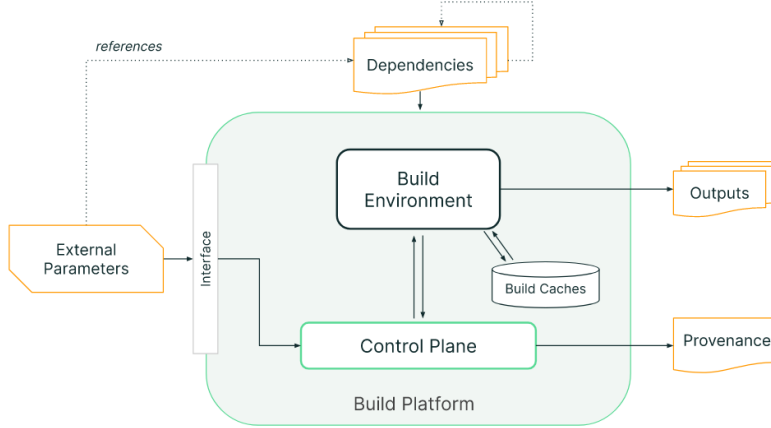 references
Dependencies
Build
Environment
Outputs
External
Parameters
Interface
Build Caches
Control Plane
Provenance
Build Platform